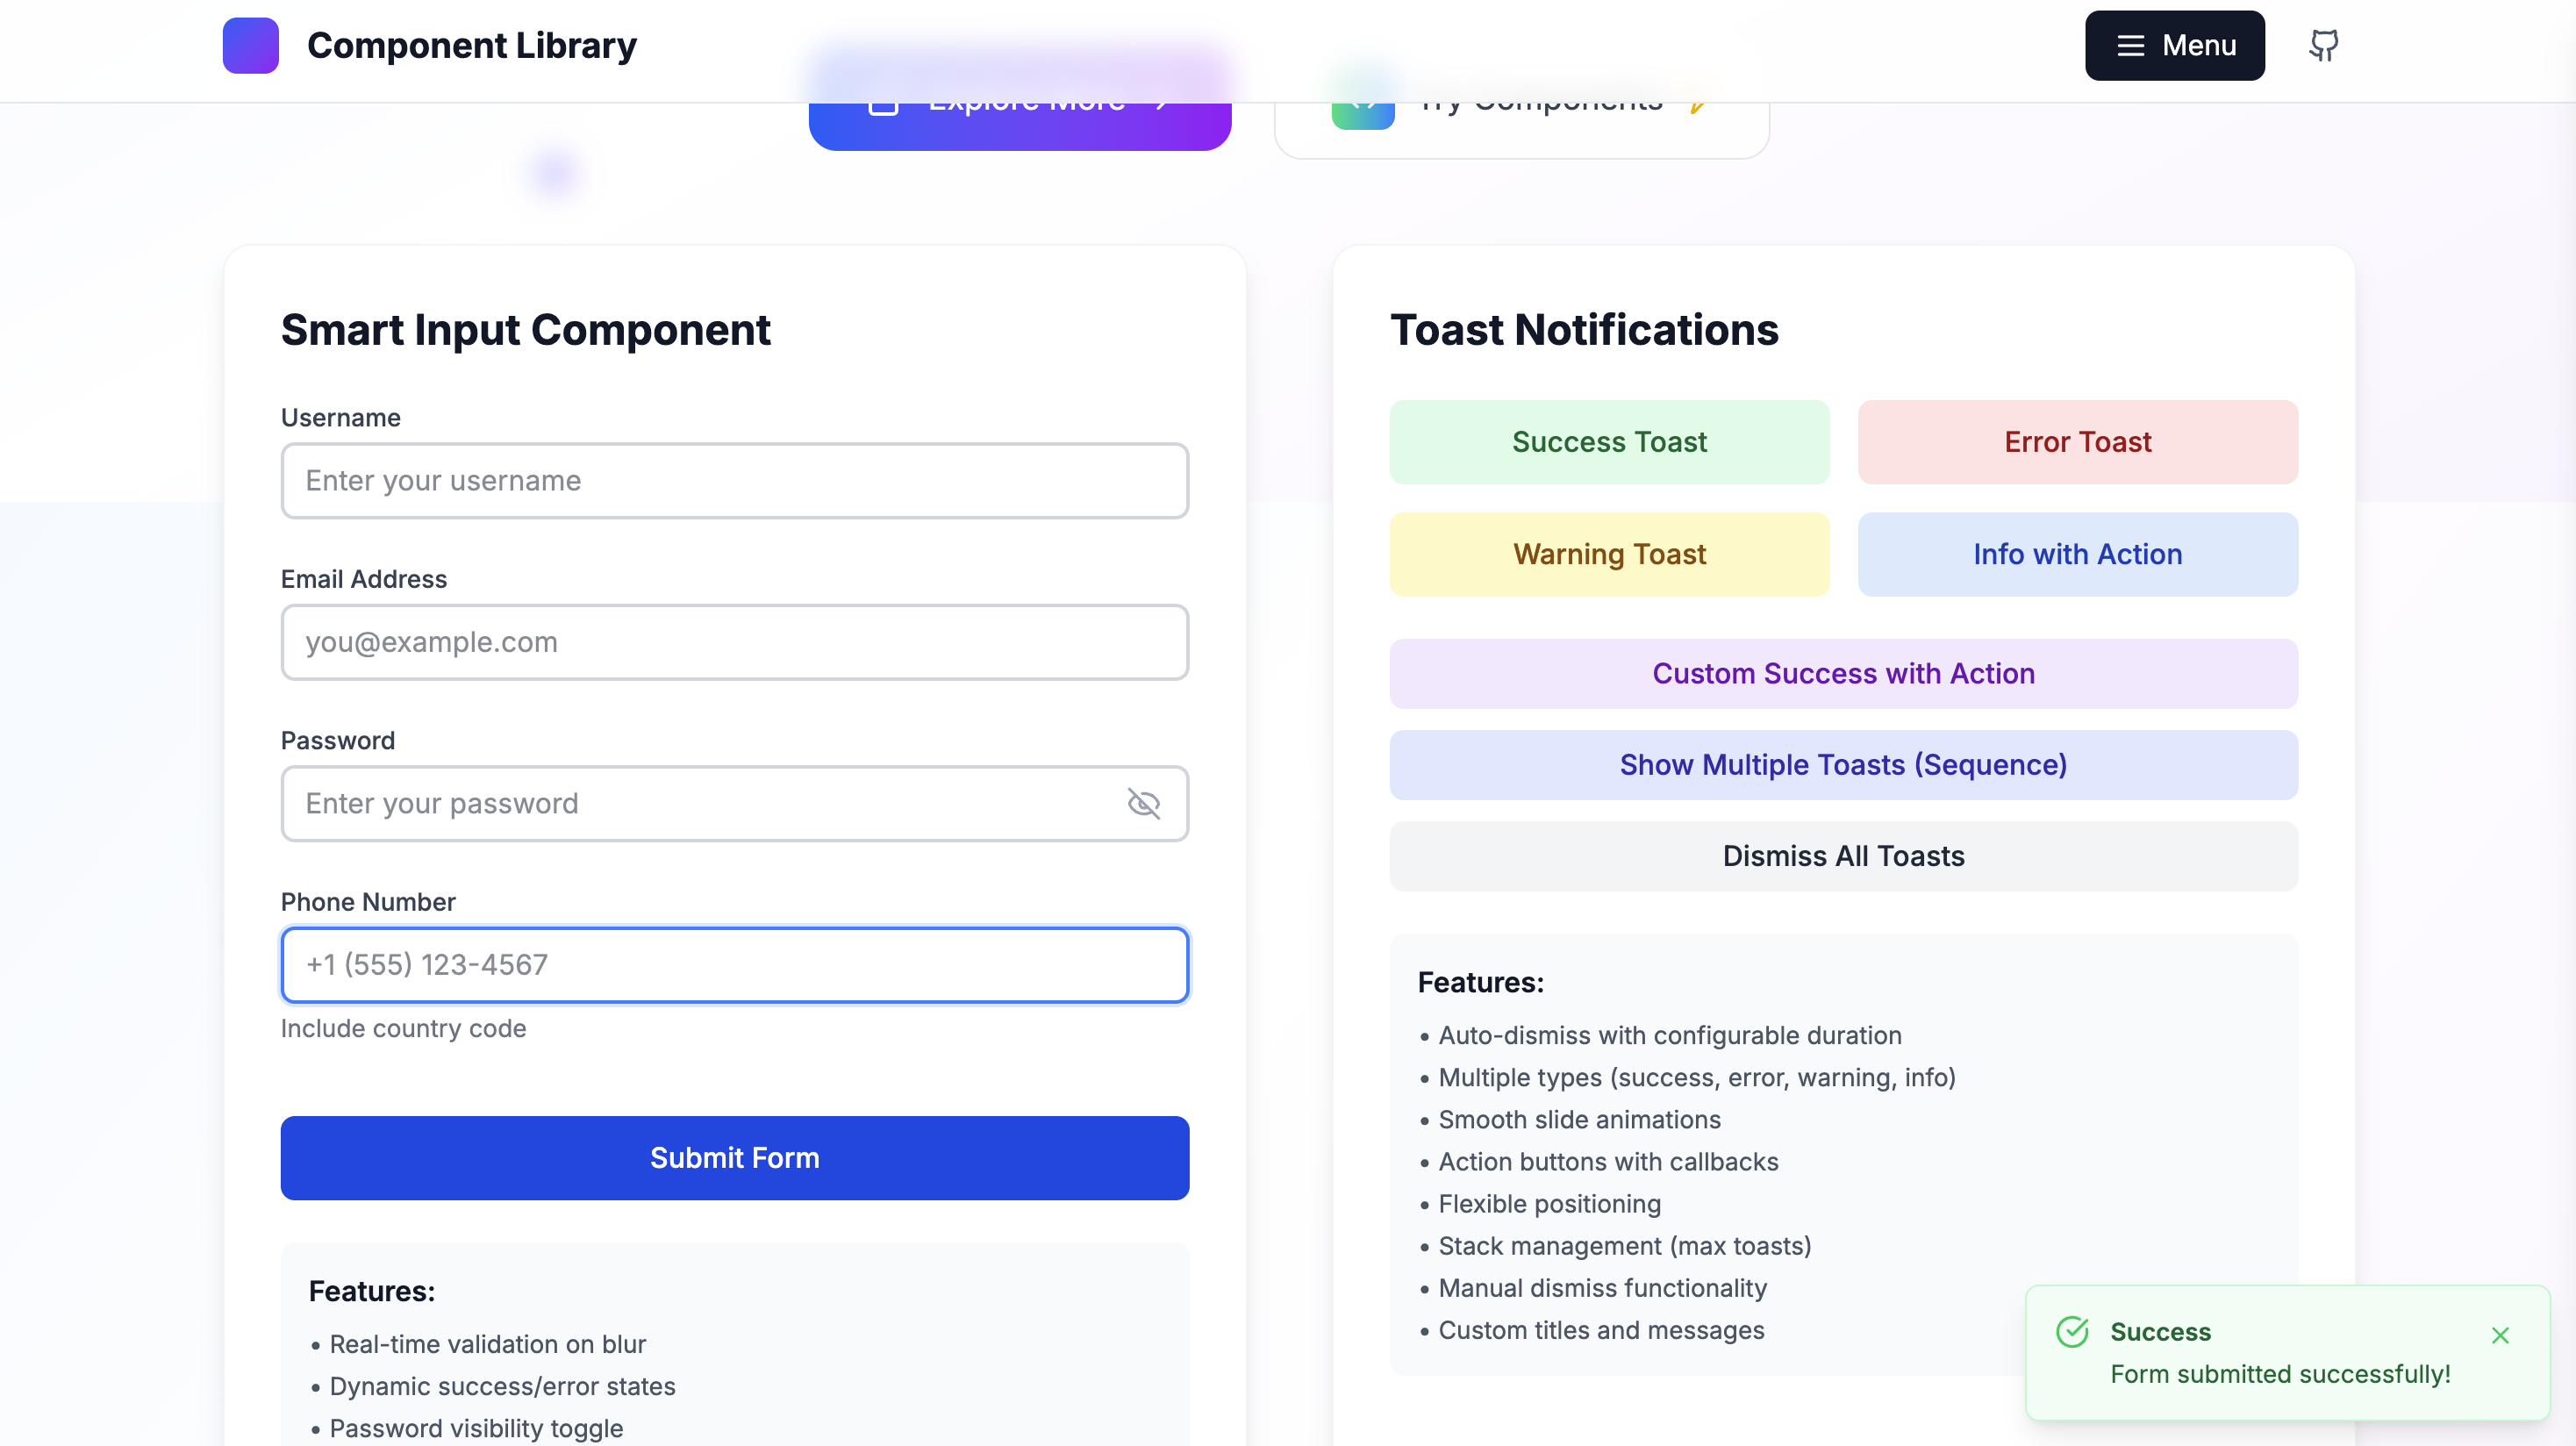 Component Library
Menu
Explore More
Try Components
Smart Input Component
Username
Enter your username
Email Address
you@example.com
Password
Enter your password
Phone Number
+1 (555) 123-4567
Include country code
Submit Form
Features:
• Real-time validation on blur
• Dynamic success/error states
• Password visibility toggle
Toast Notifications
Success Toast
Error Toast
Warning Toast
Info with Action
Custom Success with Action
Show Multiple Toasts (Sequence)
Dismiss All Toasts
Features:
• Auto-dismiss with configurable duration
• Multiple types (success, error, warning, info)
• Smooth slide animations
• Action buttons with callbacks
• Flexible positioning
• Stack management (max toasts)
• Manual dismiss functionality
• Custom titles and messages
Success
Form submitted successfully!